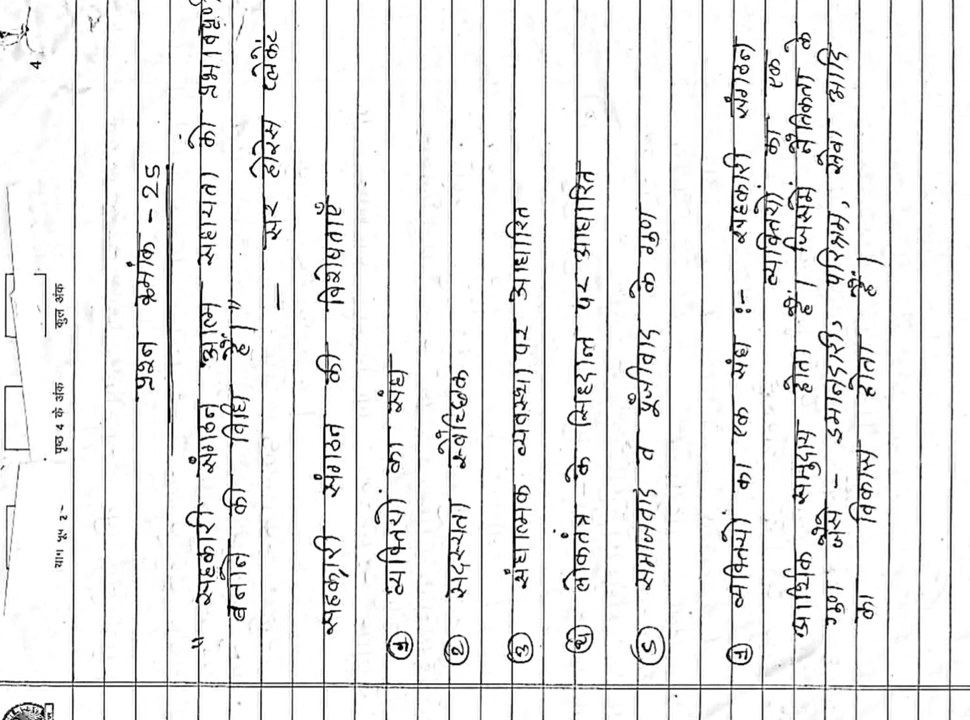 4
याग पूर्व 2-
पृष्ठ 4 के अंक
कुल अंक
प्रश्न क्रमांक - 25
"सहकारी संगठन आत्म सहायता को प्रभावपूर्ण
बनाने की विधि है।"
— सर होरेस प्लंकेट
सहकारी संगठन की विशेषताएँ
① व्यक्तियों का संघ
② सदस्यता स्वैच्छिक
③ संघात्मक व्यवस्था पर आधारित
④ लोकतंत्र के सिद्धान्त पर आधारित
⑤ समाजवाद व पूँजीवाद के गुण
① व्यक्तियों का एक संघ :- सहकारी संगठन
व्यक्तियों का एक
आर्थिक समुदाय होता है। जिसमें नैतिकता के
गुण जैसे - ईमानदारी, परिश्रम, सेवा आदि
का विकास होता है।